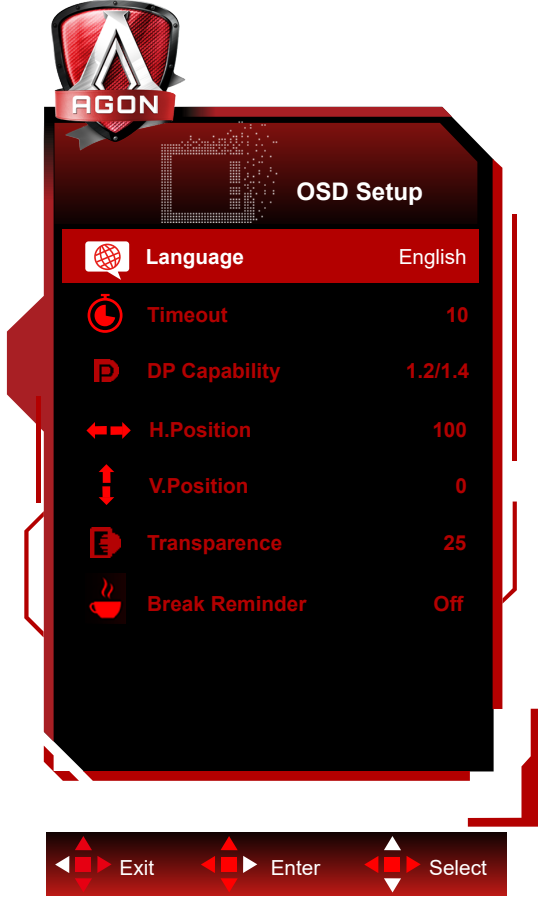 AGON
OSD Setup
Language English
Timeout 10
DP Capability 1.2/1.4
H.Position 100
V.Position 0
Transparence 25
Break Reminder Off
Exit Enter Select